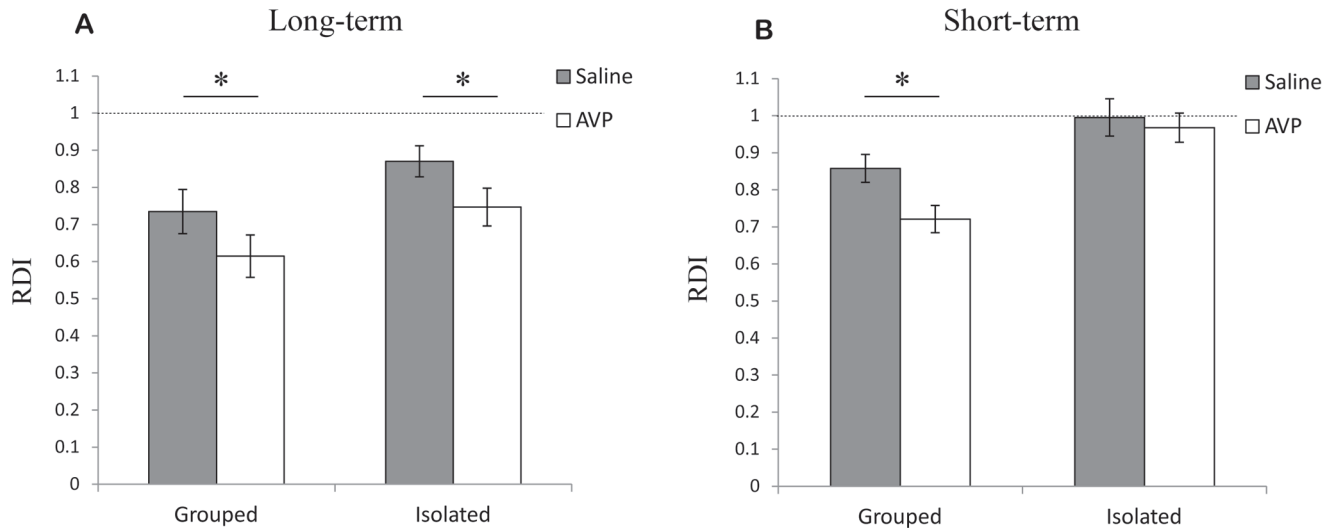 A
Long-term
1.1
1
0.9
0.8
0.7
0.6
0.5
0.4
0.3
0.2
0.1
0
RDI
*
*
Saline
AVP
Grouped Isolated
B
Short-term
1.1
1
0.9
0.8
0.7
0.6
0.5
0.4
0.3
0.2
0.1
0
RDI
*
Saline
AVP
Grouped Isolated